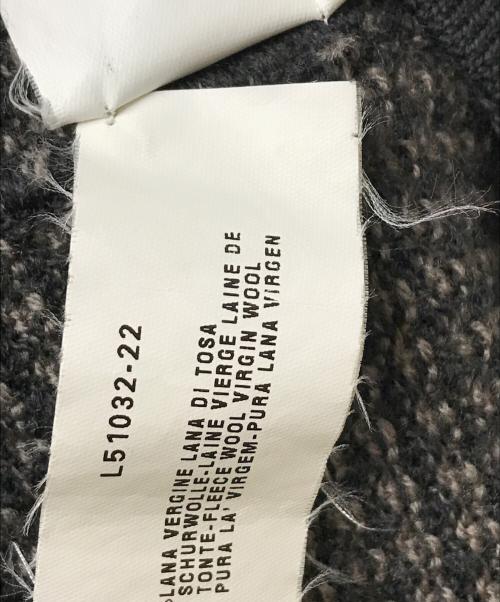 L51032-22
LANA VERGINE LANA DI TOSA
SCHURWOLLE-LAINE VIERGE LAINE DE
TONTE-FLEECE WOOL VIRGIN WOOL
PURA LA' VIRGEM-PURA LANA VIRGEN